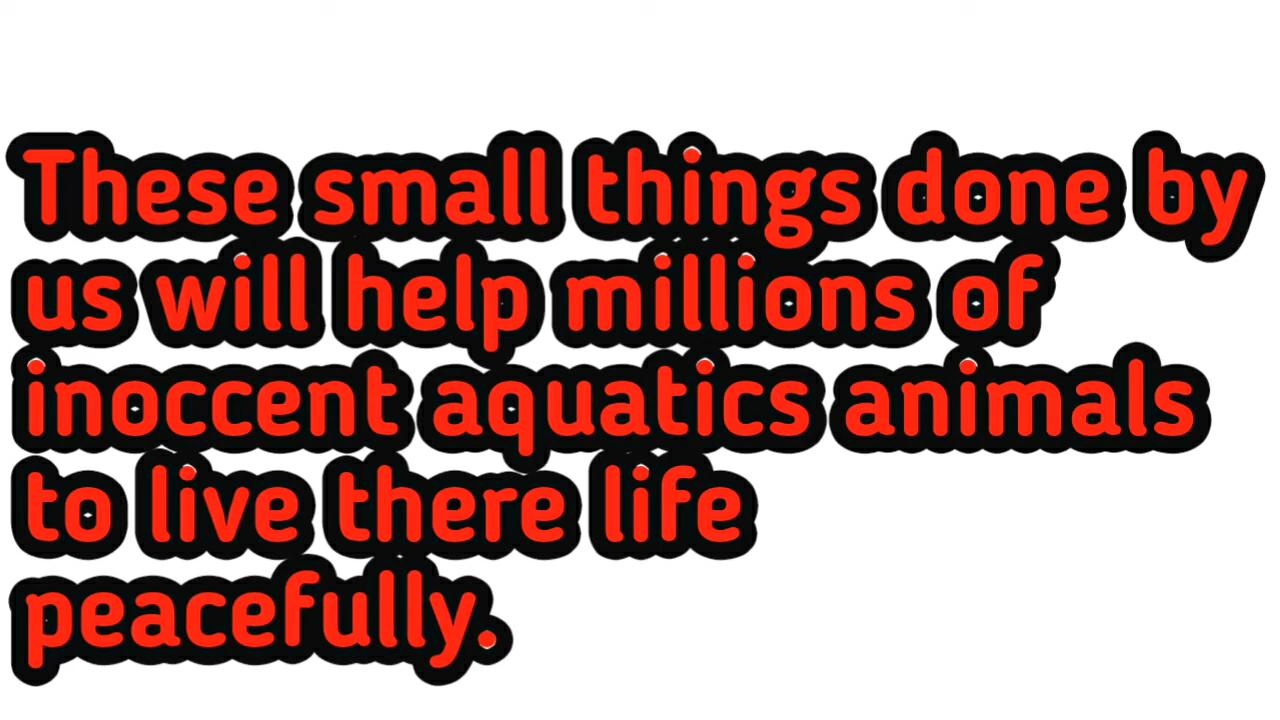 These small things done by
us will help millions of
inoccent aquatics animals
to live there life
peacefully.